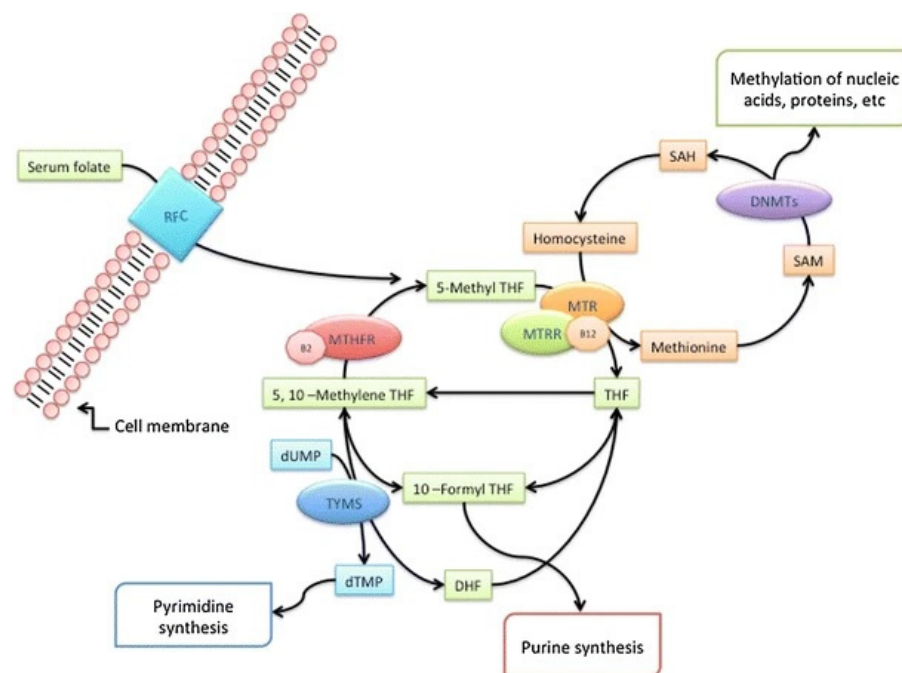 Methylation of nucleic
acids, proteins, etc
Serum folate
SAH
RFC
DNMTs
Homocysteine
SAM
5-Methyl THF
MTR
MTHFR
B2
MTRR
B12
Methionine
5, 10 –Methylene THF
THF
Cell membrane
dUMP
10 –Formyl THF
TYMS
dTMP
DHF
Pyrimidine
synthesis
Purine synthesis